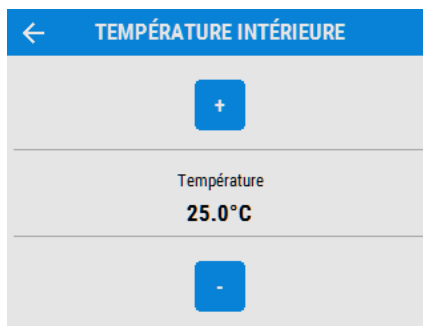 TEMPÉRATURE INTÉRIEURE
+
Température
25.0°C
-